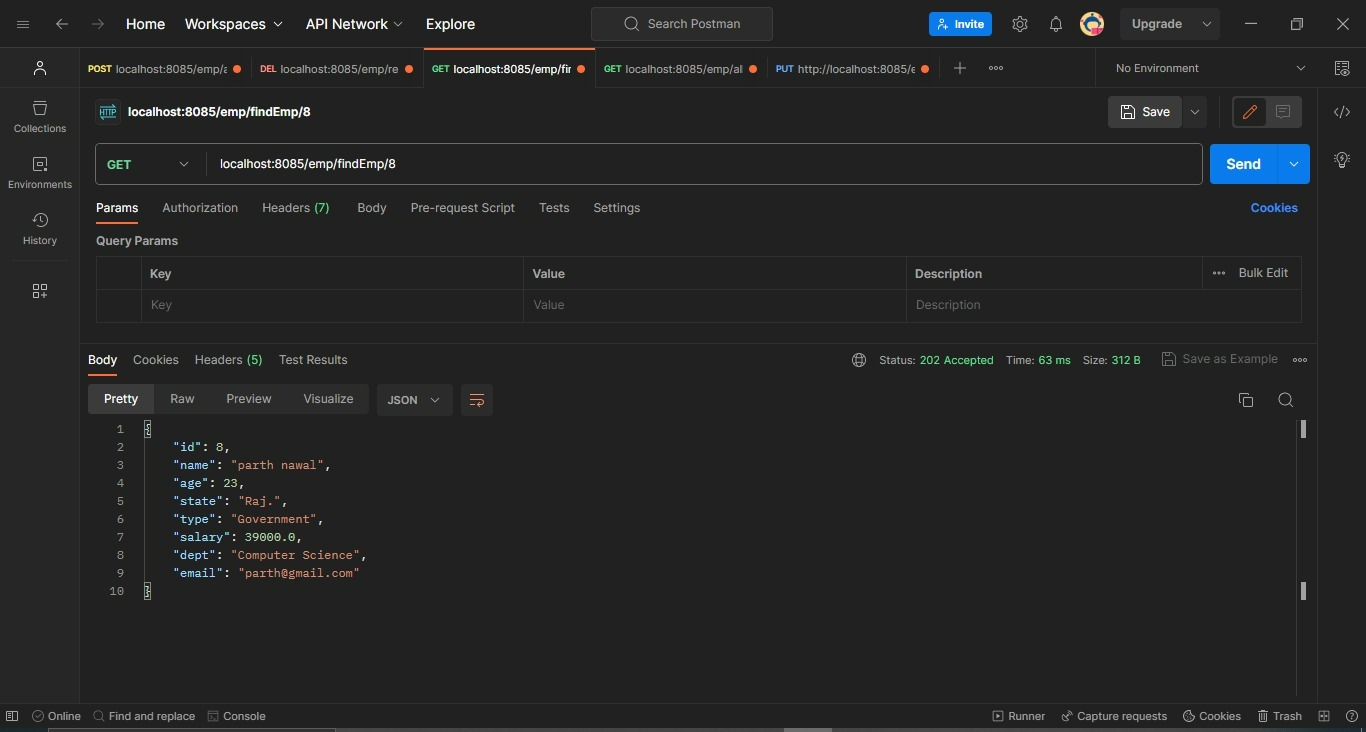 Home Workspaces API Network Explore Search Postman Invite Upgrade
POST localhost:8085/emp/a DEL localhost:8085/emp/re GET localhost:8085/emp/fin GET localhost:8085/emp/al PUT http://localhost:8085/e No Environment
HTTP localhost:8085/emp/findEmp/8 Save
Collections
GET localhost:8085/emp/findEmp/8 Send
Environments
Params Authorization Headers (7) Body Pre-request Script Tests Settings Cookies
History
Query Params
Key Value Description Bulk Edit
Key Value Description
Body Cookies Headers (5) Test Results Status: 202 Accepted Time: 63 ms Size: 312 B Save as Example
Pretty Raw Preview Visualize JSON
1 {
2 "id": 8,
3 "name": "parth nawal",
4 "age": 23,
5 "state": "Raj.",
6 "type": "Government",
7 "salary": 39000.0,
8 "dept": "Computer Science",
9 "email": "parth@gmail.com"
10 }
Online Find and replace Console Runner Capture requests Cookies Trash